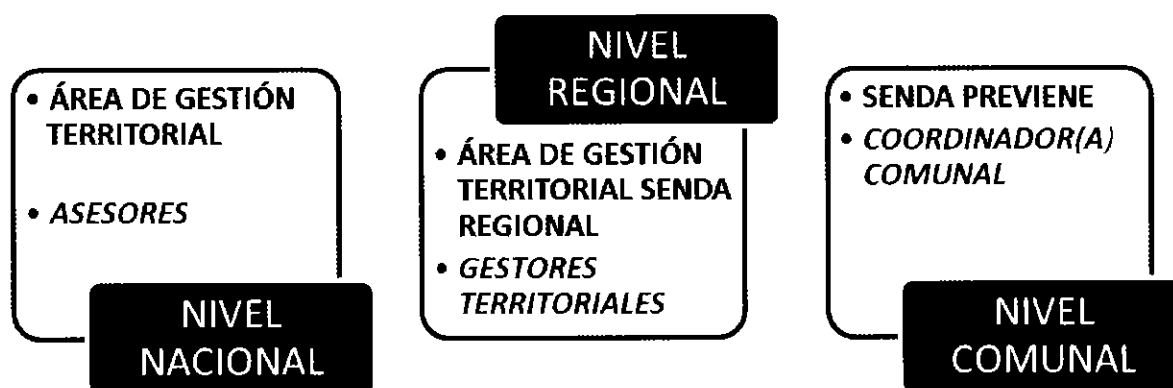 • ÁREA DE GESTIÓN
TERRITORIAL
• ASESORES
NIVEL
NACIONAL
NIVEL
REGIONAL
• ÁREA DE GESTIÓN
TERRITORIAL SENDA
REGIONAL
• GESTORES
TERRITORIALES
• SENDA PREVIENE
• COORDINADOR(A)
COMUNAL
NIVEL
COMUNAL